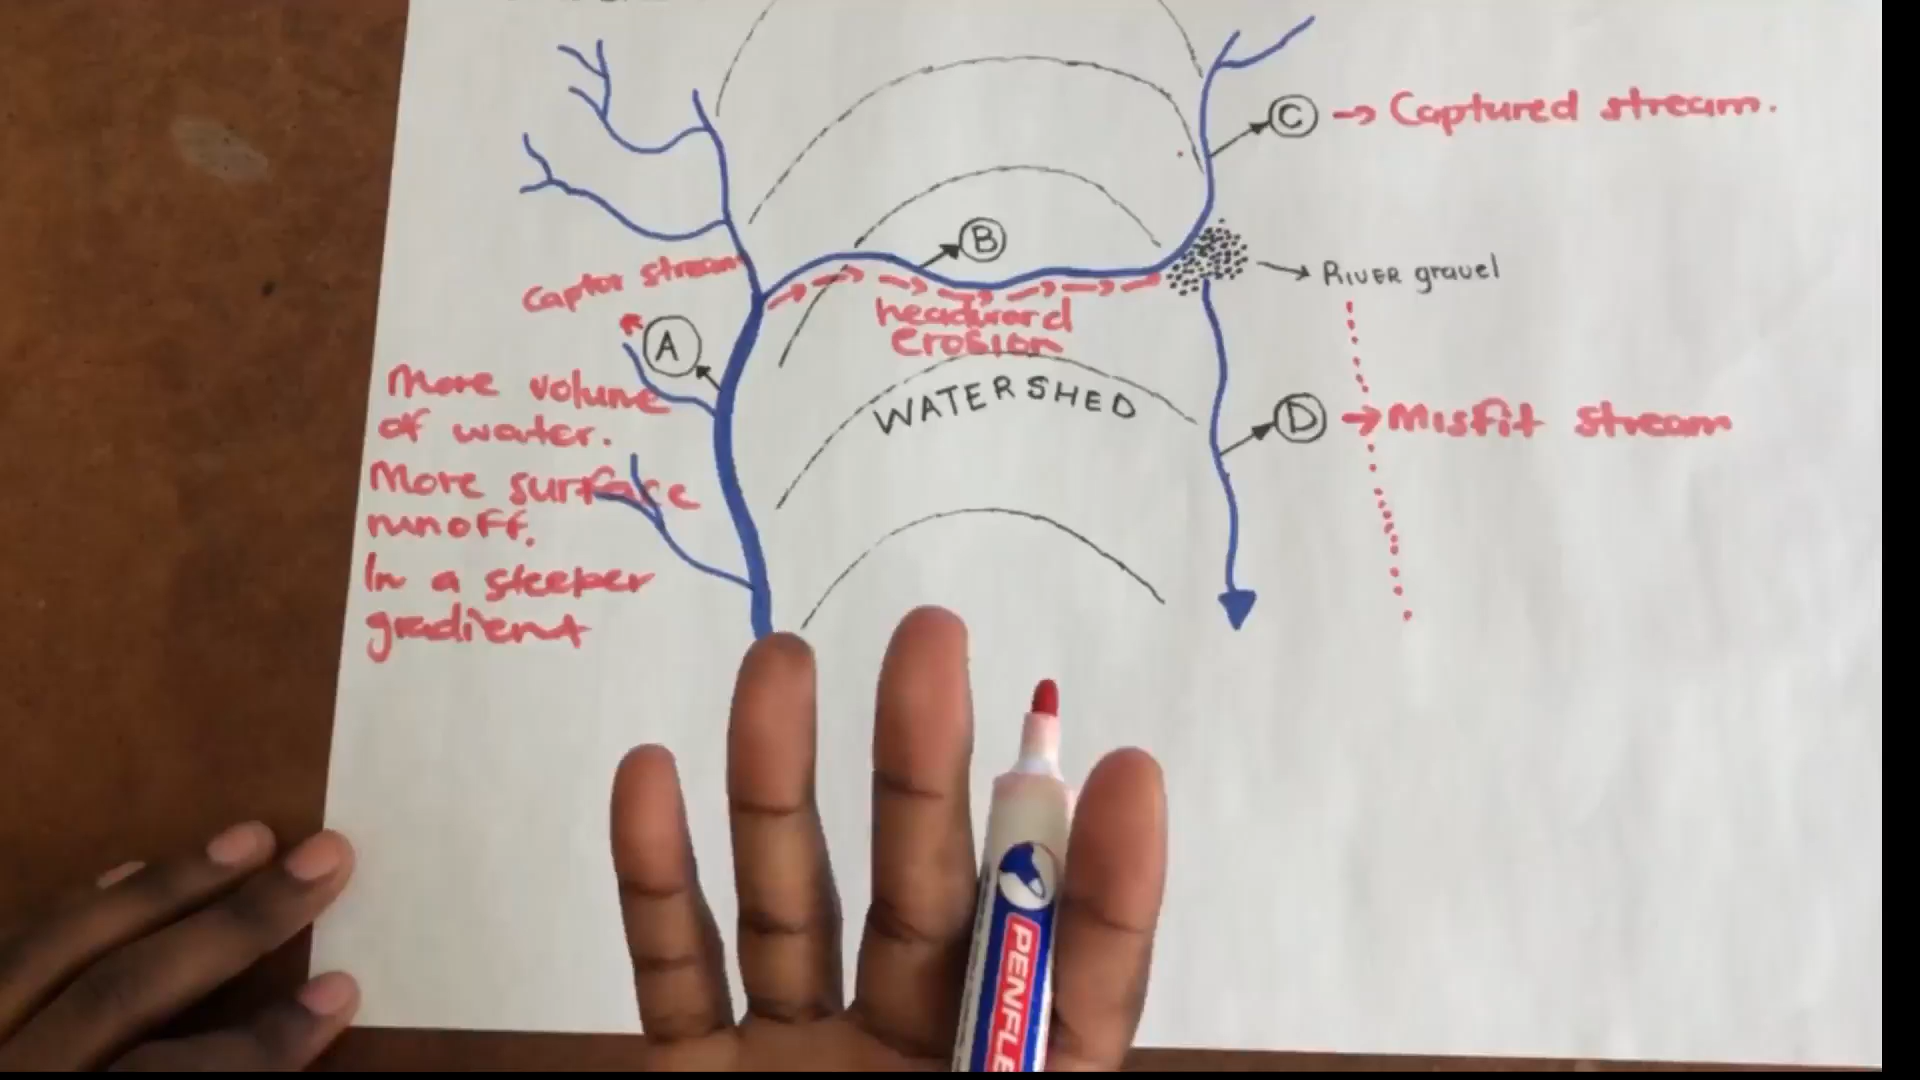 C → Captured stream.
B
Captor stream
RIVER gravel
headward
erosion
A
More volume
of water.
WATERSHED
D → Misfit stream
More surface
runoff.
In a steeper
gradient
PENFLE